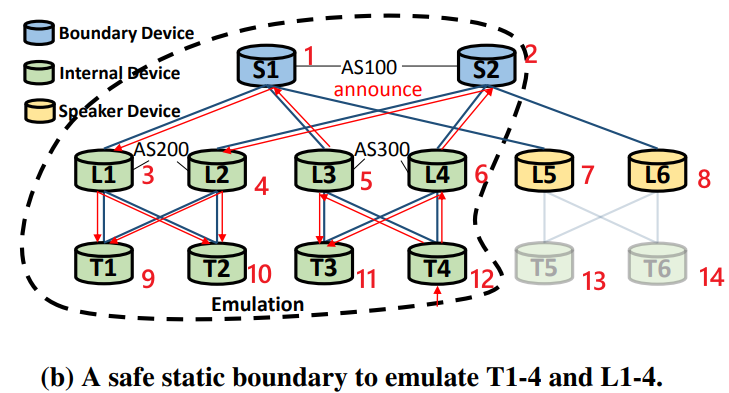 Boundary Device
Internal Device
Speaker Device
S1 1 AS100 S2 2
announce
AS200 AS300
L1 3 L2 4 L3 5 L4 6 L5 7 L6 8
T1 9 T2 10 T3 11 T4 12 T5 13 T6 14
Emulation
(b) A safe static boundary to emulate T1-4 and L1-4.